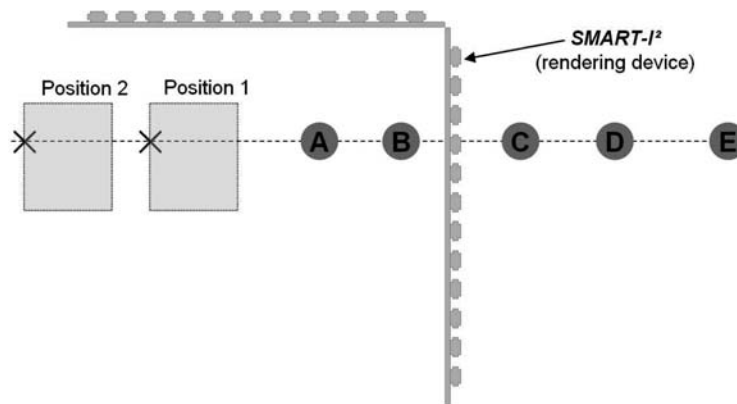 SMART-I²
(rendering device)
Position 2
Position 1
A
B
C
D
E